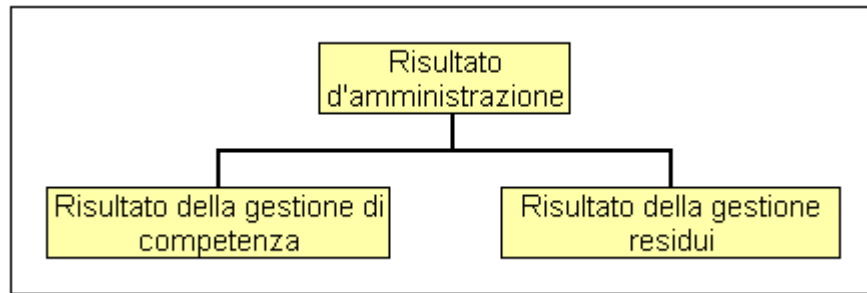 Risultato
d'amministrazione
Risultato della gestione di
competenza
Risultato della gestione
residui